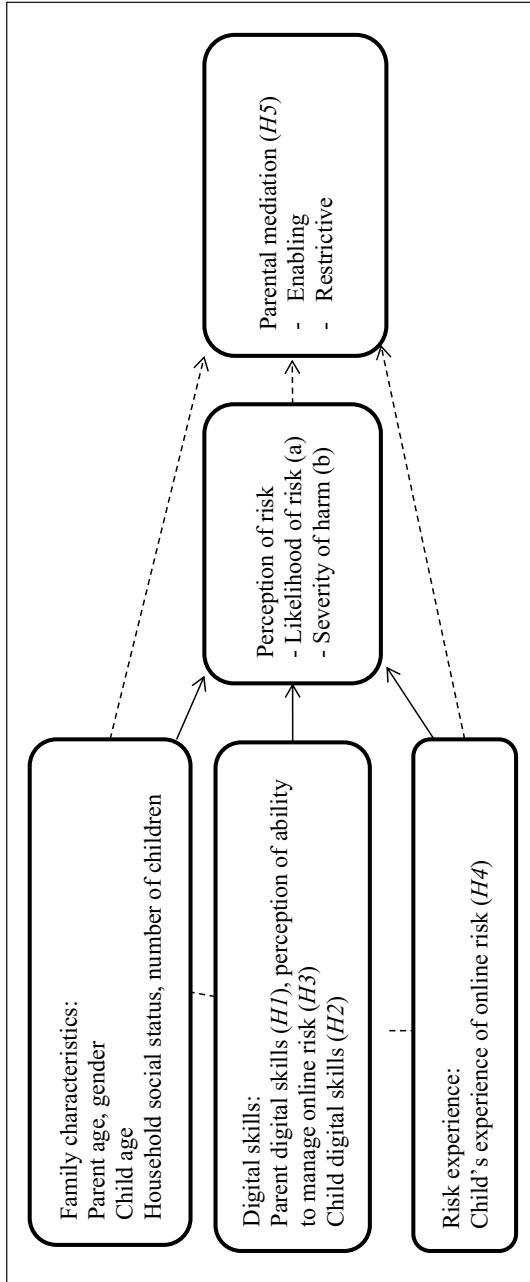 Family characteristics:
Parent age, gender
Child age
Household social status, number of children
Digital skills:
Parent digital skills (H1), perception of ability
to manage online risk (H3)
Child digital skills (H2)
Risk experience:
Child’s experience of online risk (H4)
Perception of risk
- Likelihood of risk (a)
- Severity of harm (b)
Parental mediation (H5)
- Enabling
- Restrictive